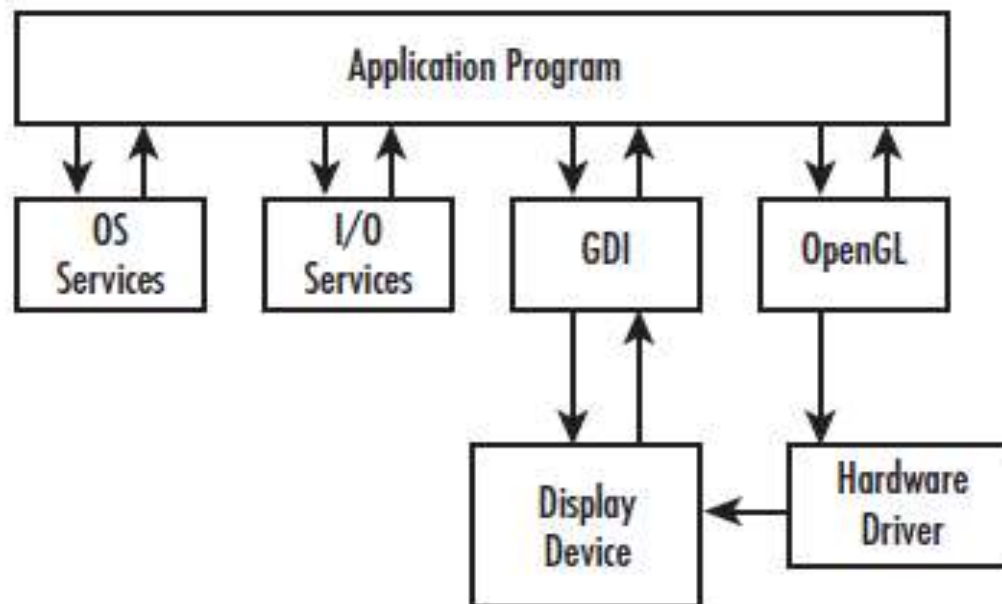 Application Program
OS
Services
I/O
Services
GDI
OpenGL
Display
Device
Hardware
Driver